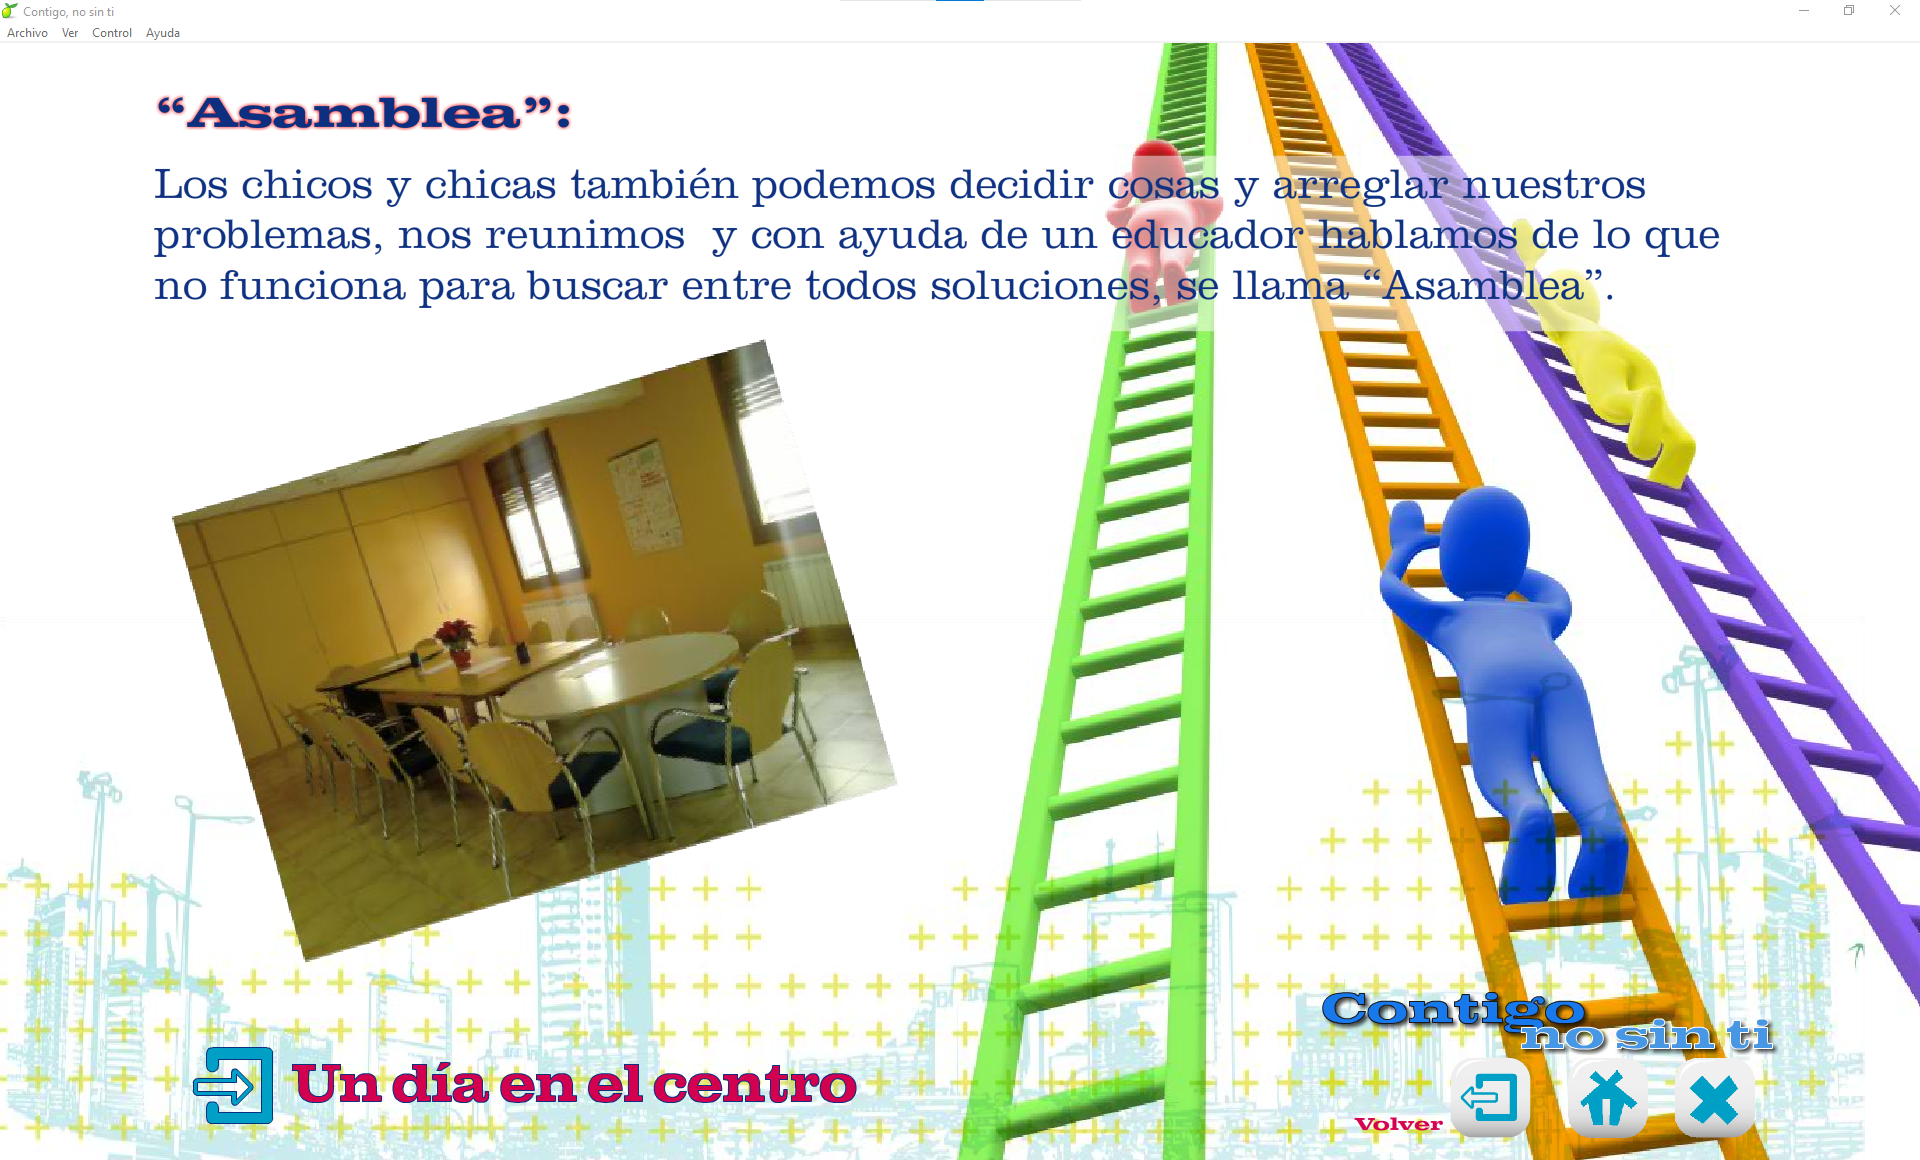 Contigo, no sin ti
Archivo Ver Control Ayuda
“Asamblea”:
Los chicos y chicas también podemos decidir cosas y arreglar nuestros
problemas, nos reunimos y con ayuda de un educador hablamos de lo que
no funciona para buscar entre todos soluciones, se llama “Asamblea”.
Contigo
no sin ti
Un día en el centro
Volver